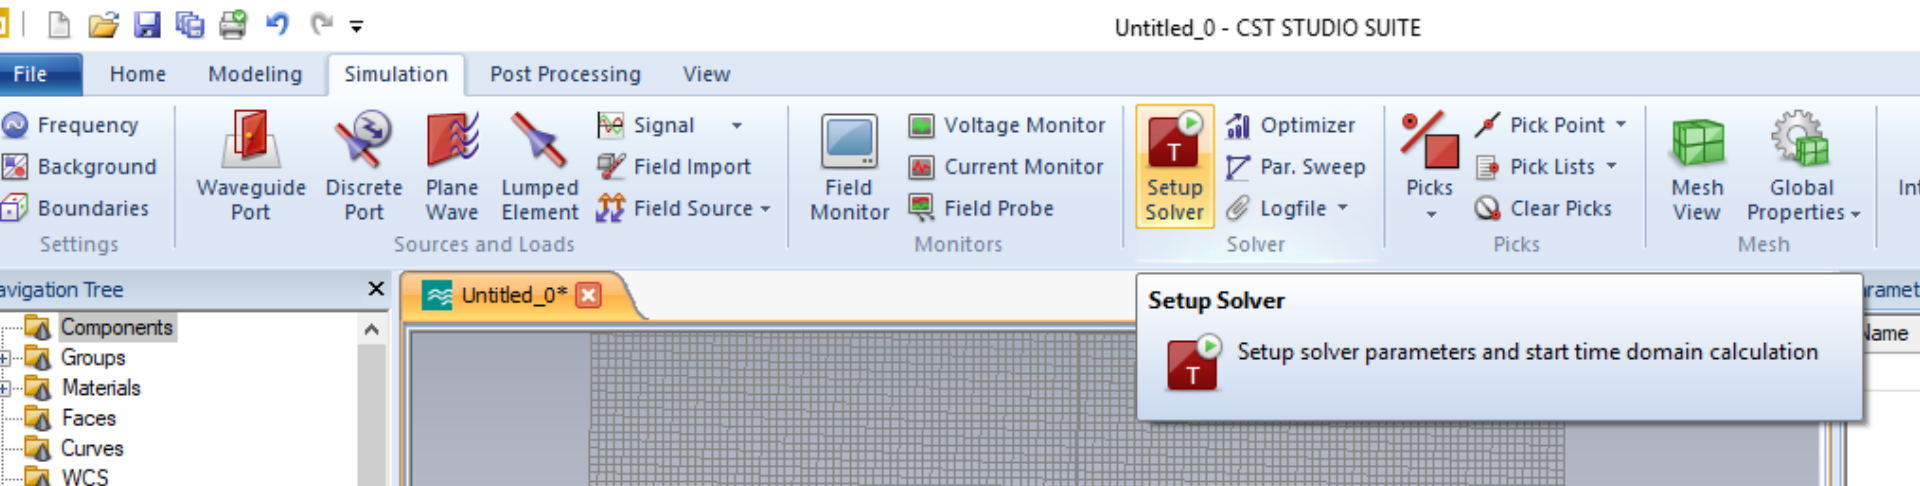 Untitled_0 - CST STUDIO SUITE
File Home Modeling Simulation Post Processing View
Frequency
Background
Boundaries
Settings
Waveguide
Port
Discrete
Port
Plane
Wave
Lumped
Element
Signal
Field Import
Field Source
Sources and Loads
Field
Monitor
Voltage Monitor
Current Monitor
Field Probe
Monitors
T
Setup
Solver
Optimizer
Par. Sweep
Logfile
Solver
Picks
Pick Point
Pick Lists
Clear Picks
Picks
Mesh
View
Global
Properties
Mesh
avigation Tree
Components
Groups
Materials
Faces
Curves
WCS
Untitled_0*
Setup Solver
T
Setup solver parameters and start time domain calculation
Name